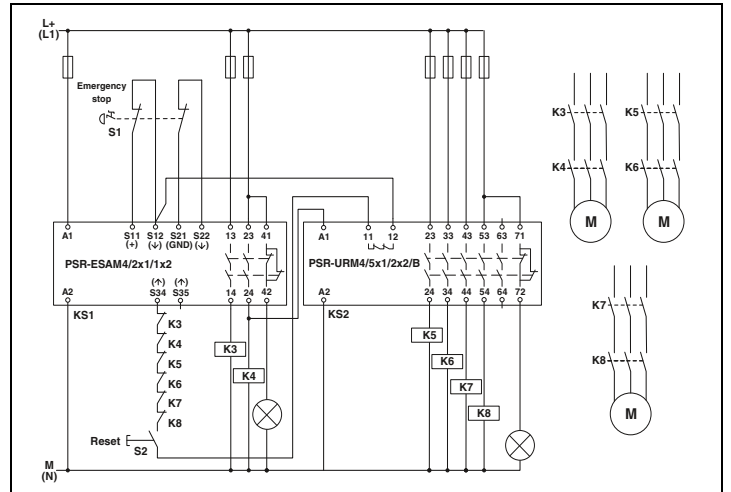 L+
(L1)
Emergency
stop
S1
K3
K5
K4
K6
M
M
A1
S11
(+)
S12
(↓)
S21
(GND)
S22
(↓)
13 23 41
A1
11 12
23 33 43 53 63 71
PSR-ESAM4/2x1/1x2
PSR-URM4/5x1/2x2/B
A2
(↑)
S34
(↑)
S35
14 24 42
A2
24 34 44 54 64 72
KS1
KS2
K3
K4
K5
K6
K7
K8
K3
K4
K5
K6
K7
K8
K7
K8
M
Reset
S2
M
(N)